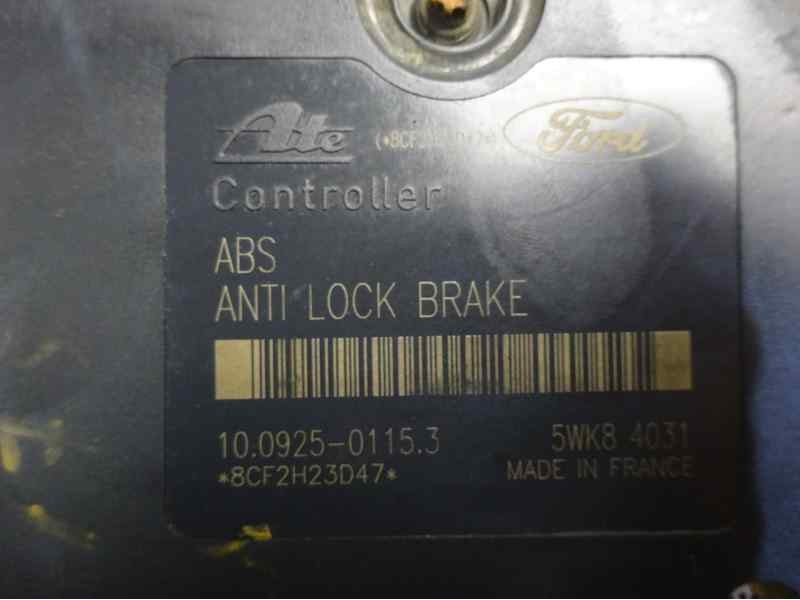 Ate Ford
Controller
ABS
ANTI LOCK BRAKE
10.0925-0115.3 5WK8 4031
*8CF2H23D47* MADE IN FRANCE